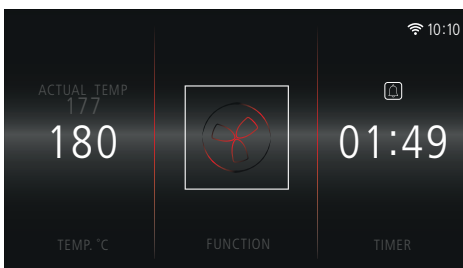 10:10
ACTUAL TEMP
177
180
01:49
TEMP. °C
FUNCTION
TIMER